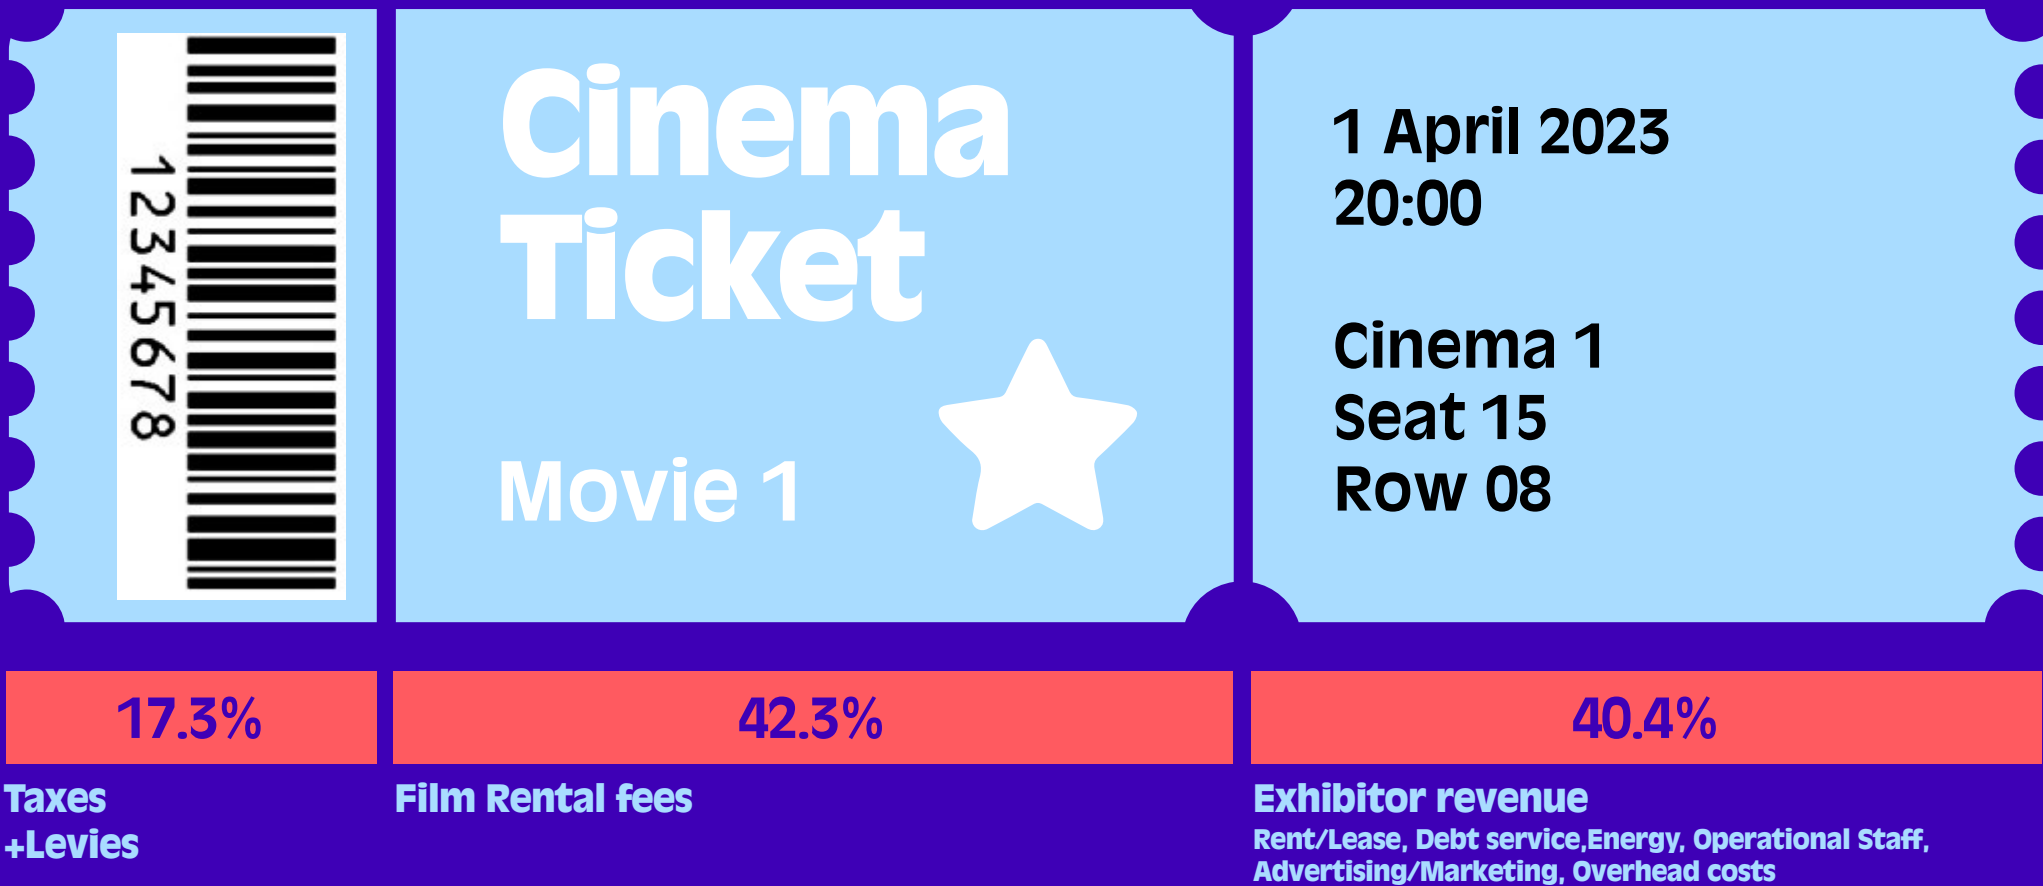 12345678
Cinema
Ticket
Movie 1
1 April 2023
20:00
Cinema 1
Seat 15
Row 08
17.3%
42.3%
40.4%
Taxes
+Levies
Film Rental fees
Exhibitor revenue
Rent/Lease, Debt service,Energy, Operational Staff,
Advertising/Marketing, Overhead costs